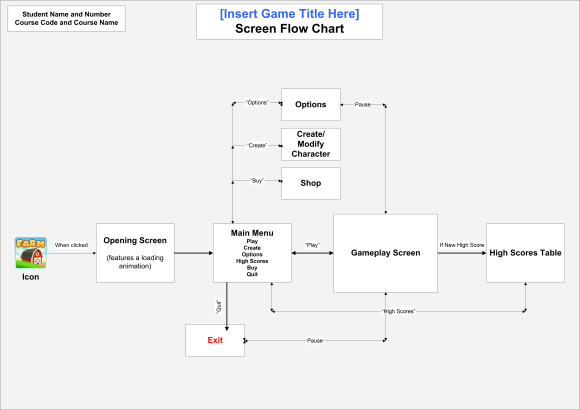 Student Name and Number
Course Code and Course Name
[Insert Game Title Here]
Screen Flow Chart
"Options"
Options
Pause
"Create"
Create/
Modify
Character
"Buy"
Shop
FARM
Icon
When clicked
Opening Screen
(features a loading
animation)
Main Menu
Play
Create
Options
High Scores
Buy
Quit
"Play"
Gameplay Screen
If New High Score
High Scores Table
"High Scores"
"Quit"
Exit
Pause